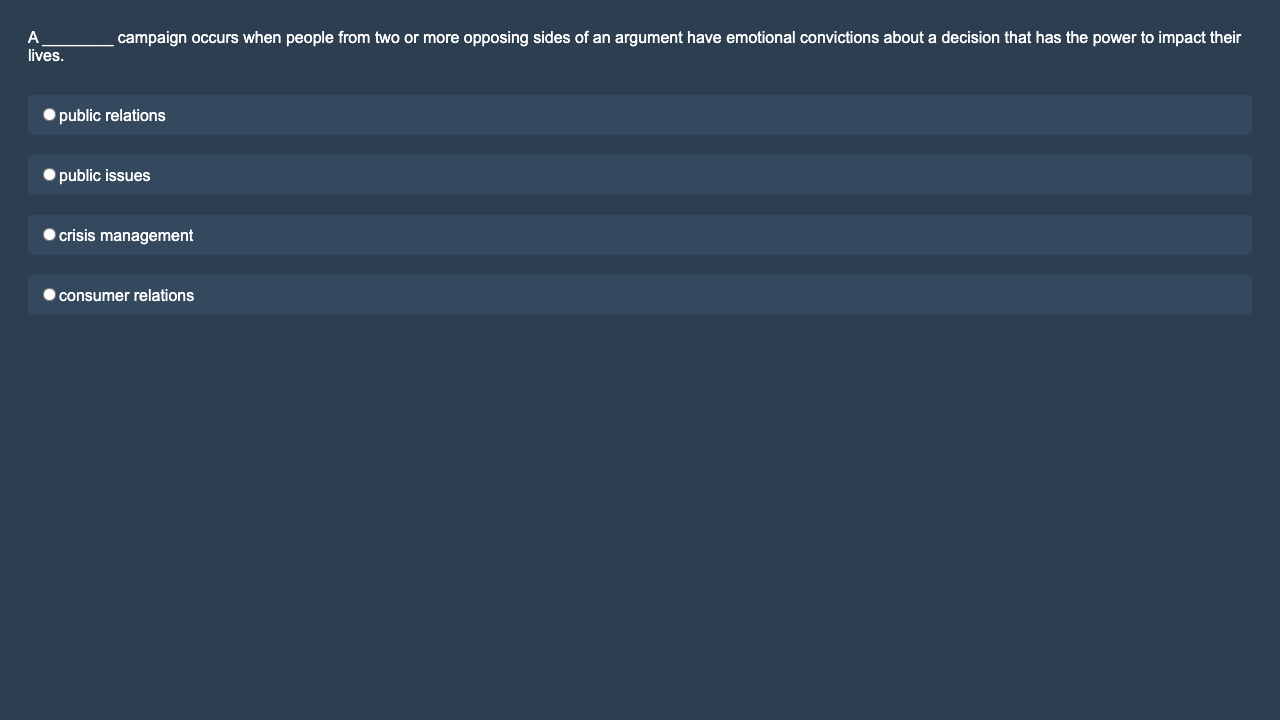 A ________ campaign occurs when people from two or more opposing sides of an argument have emotional convictions about a decision that has the power to impact their
lives.
public relations
public issues
crisis management
consumer relations